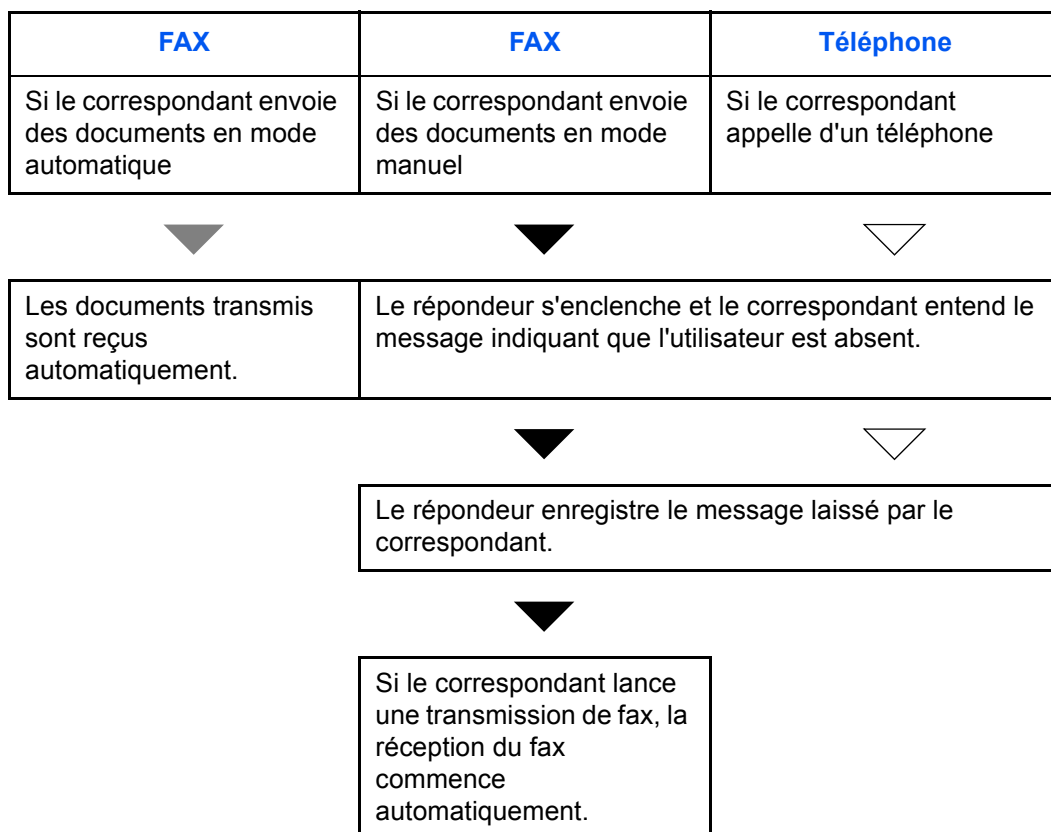 FAX
FAX
Téléphone
Si le correspondant envoie
des documents en mode
automatique
Si le correspondant envoie
des documents en mode
manuel
Si le correspondant
appelle d'un téléphone
Les documents transmis
sont reçus
automatiquement.
Le répondeur s'enclenche et le correspondant entend le
message indiquant que l'utilisateur est absent.
Le répondeur enregistre le message laissé par le
correspondant.
Si le correspondant lance
une transmission de fax, la
réception du fax
commence
automatiquement.